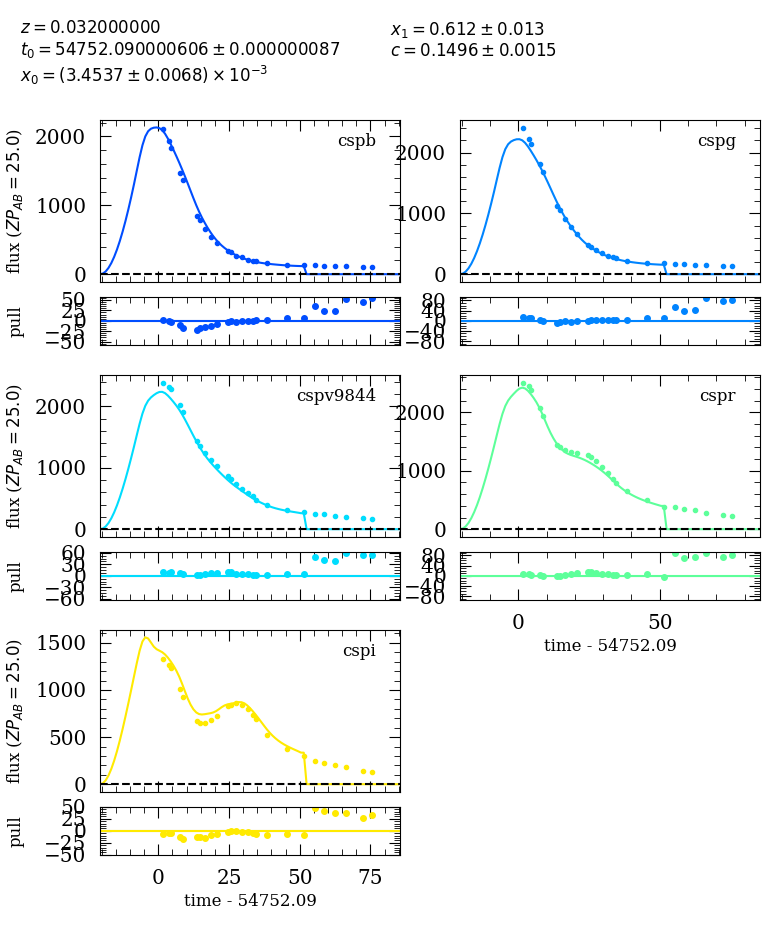 z = 0.032000000
t₀ = 54752.090000606 ± 0.000000087
x₀ = (3.4537 ± 0.0068) × 10⁻³
x₁ = 0.612 ± 0.013
c = 0.1496 ± 0.0015
flux (ZP_AB = 25.0)
2000
1000
0
cspb
2000
1000
0
cspg
pull
50
25
0
−25
−50
80
40
0
−40
−80
flux (ZP_AB = 25.0)
2000
1000
0
cspv9844
2000
1000
0
cspr
pull
60
30
0
−30
−60
80
40
0
−40
−80
0 50
time - 54752.09
flux (ZP_AB = 25.0)
1500
1000
500
0
cspi
pull
50
25
0
−25
−50
0 25 50 75
time - 54752.09